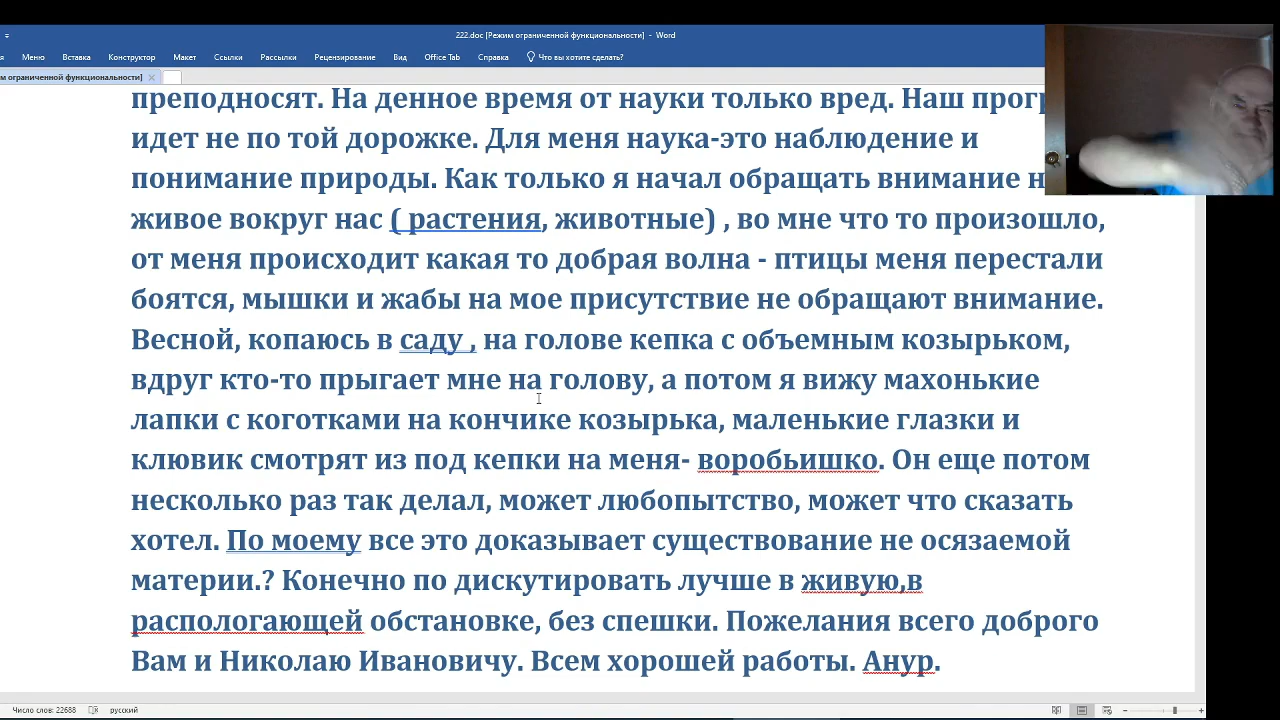 222.doc [Режим ограниченной функциональности] - Word
Меню Вставка Конструктор Макет Ссылки Рассылки Рецензирование Вид Office Tab Справка Что вы хотите сделать?
ограниченной функциональности]
преподносят. На денное время от науки только вред. Наш
идет не по той дорожке. Для меня наука-это наблюдение и
понимание природы. Как только я начал обращать внимание
живое вокруг нас ( растения, животные) , во мне что то произошло,
от меня происходит какая то добрая волна - птицы меня перестали
боятся, мышки и жабы на мое присутствие не обращают внимание.
Весной, копаюсь в саду , на голове кепка с объемным козырьком,
вдруг кто-то прыгает мне на голову, а потом я вижу махонькие
лапки с коготками на кончике козырька, маленькие глазки и
клювик смотрят из под кепки на меня- воробьишко. Он еще потом
несколько раз так делал, может любопытство, может что сказать
хотел. По моему все это доказывает существование не осязаемой
материи.? Конечно по дискутировать лучше в живую,в
распологающей обстановке, без спешки. Пожелания всего доброго
Вам и Николаю Ивановичу. Всем хорошей работы. Анур.
Число слов: 22688 русский